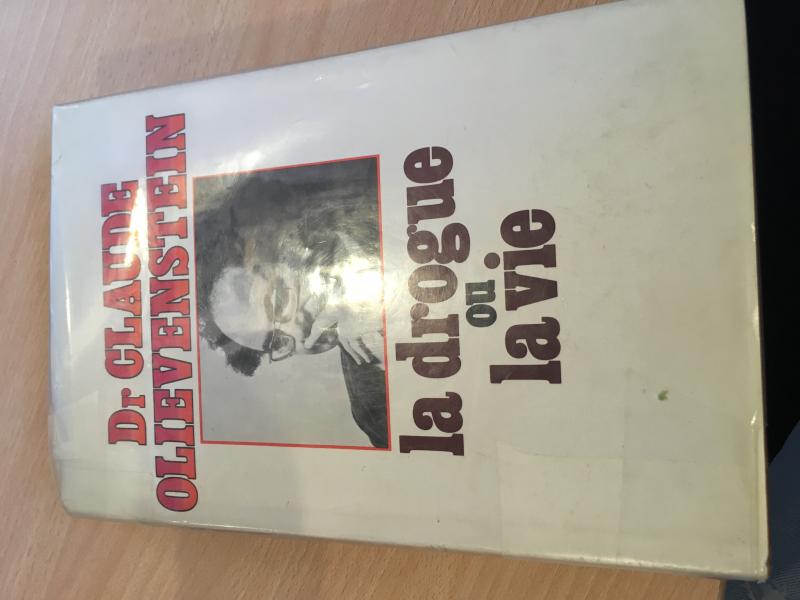 Dr CLAUDE
OLIEVENSTEIN
la drogue
ou
la vie